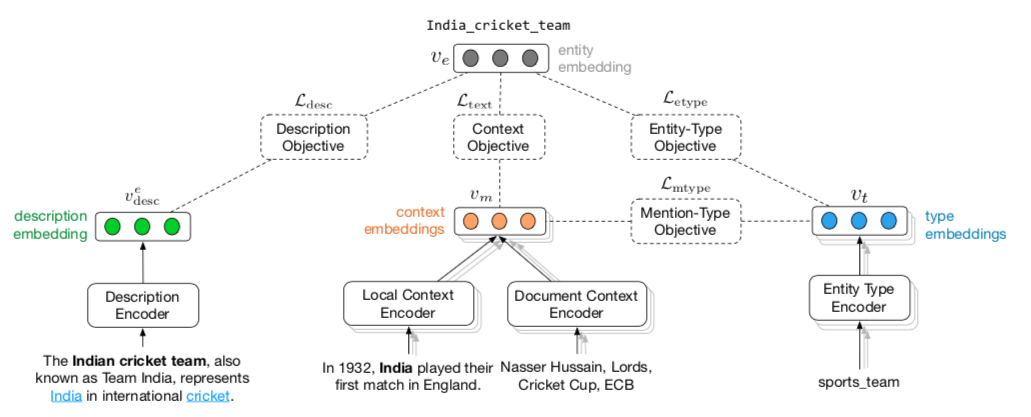 India_cricket_team
v_e
entity
embedding
L_desc
L_text
L_etype
Description
Objective
Context
Objective
Entity-Type
Objective
v^e_desc
v_m
L_mtype
v_t
description
embedding
context
embeddings
Mention-Type
Objective
type
embeddings
Description
Encoder
Local Context
Encoder
Document Context
Encoder
Entity Type
Encoder
The Indian cricket team, also
known as Team India, represents
India in international cricket.
In 1932, India played their
first match in England.
Nasser Hussain, Lords,
Cricket Cup, ECB
sports_team